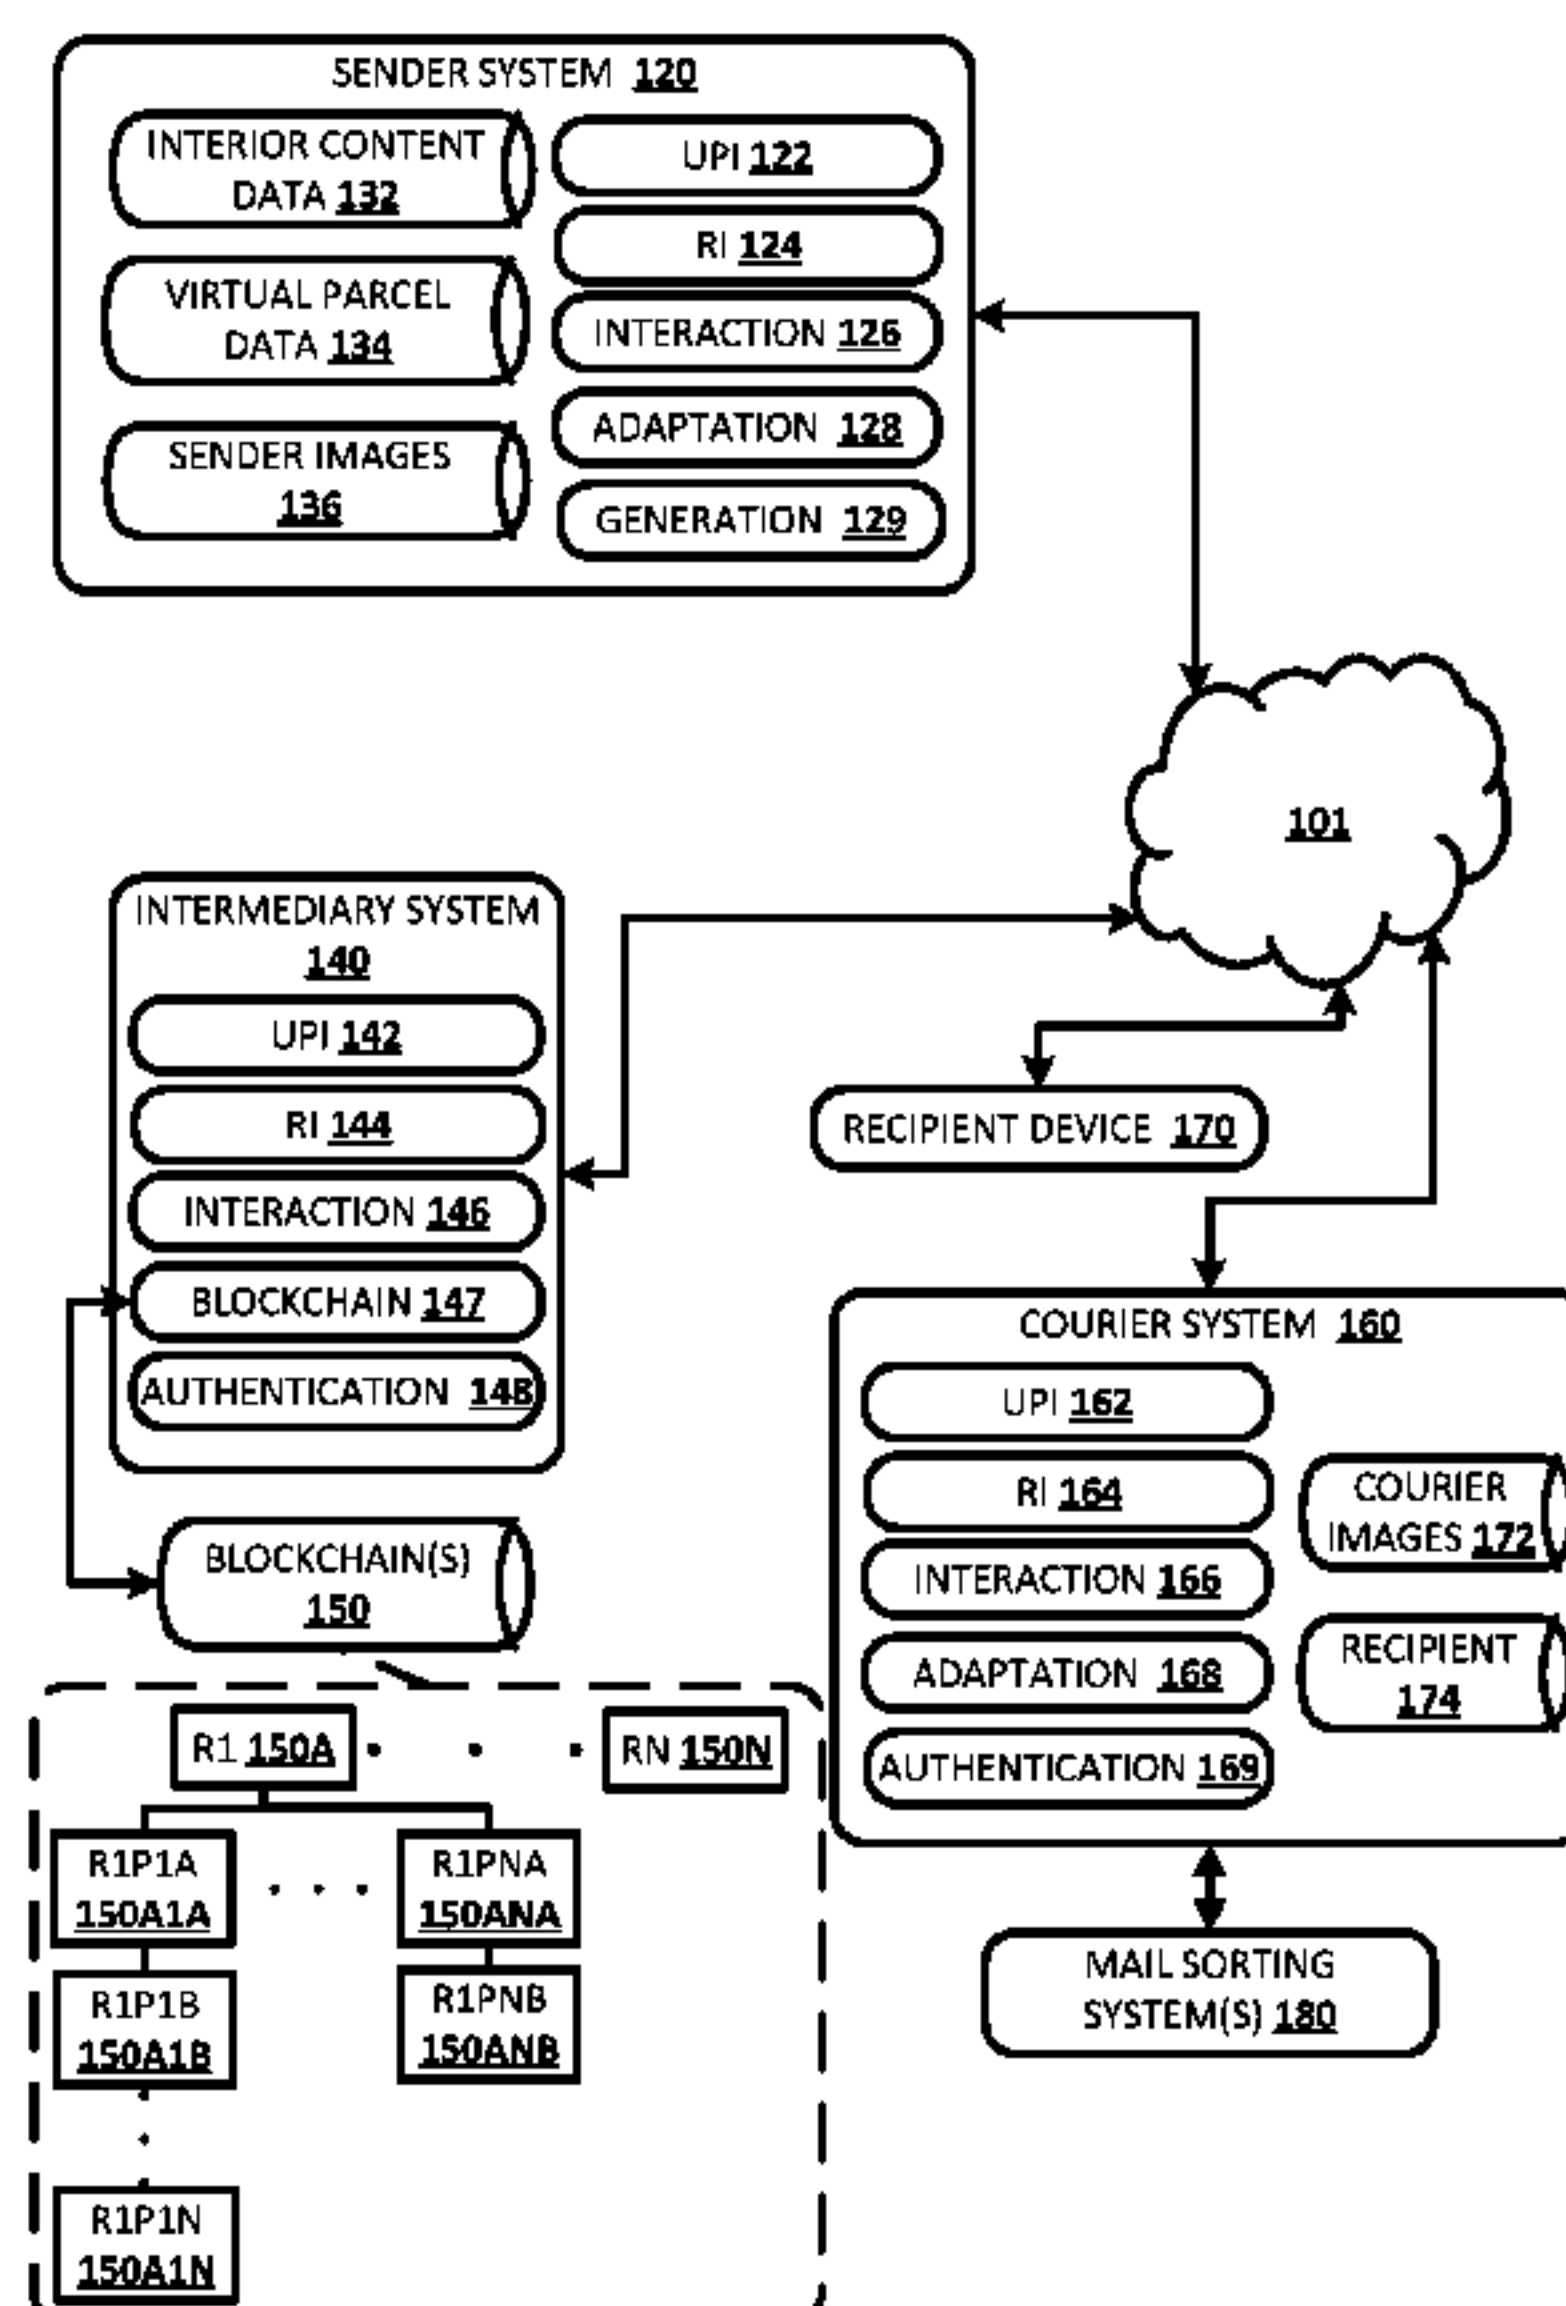 SENDER SYSTEM 120
INTERIOR CONTENT
DATA 132
VIRTUAL PARCEL
DATA 134
SENDER IMAGES
136
UPI 122
RI 124
INTERACTION 126
ADAPTATION 128
GENERATION 129
101
INTERMEDIARY SYSTEM
140
UPI 142
RI 144
INTERACTION 146
BLOCKCHAIN 147
AUTHENTICATION 148
RECIPIENT DEVICE 170
COURIER SYSTEM 160
UPI 162
RI 164
INTERACTION 166
ADAPTATION 168
AUTHENTICATION 169
COURIER
IMAGES 172
RECIPIENT
174
BLOCKCHAIN(S)
150
R1 150A
RN 150N
R1P1A
150A1A
R1PNA
150ANA
R1P1B
150A1B
R1PNB
150ANB
R1P1N
150A1N
MAIL SORTING
SYSTEM(S) 180